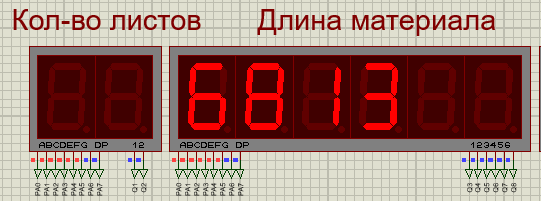 Кол-во листов Длина материала
6813
ABCDEFG DP 12 ABCDEFG DP 123456
PA0 PA1 PA2 PA3 PA4 PA5 PA6 PA7 Q1 Q2 PA0 PA1 PA2 PA3 PA4 PA5 PA6 PA7 Q3 Q4 Q5 Q6 Q7 Q8